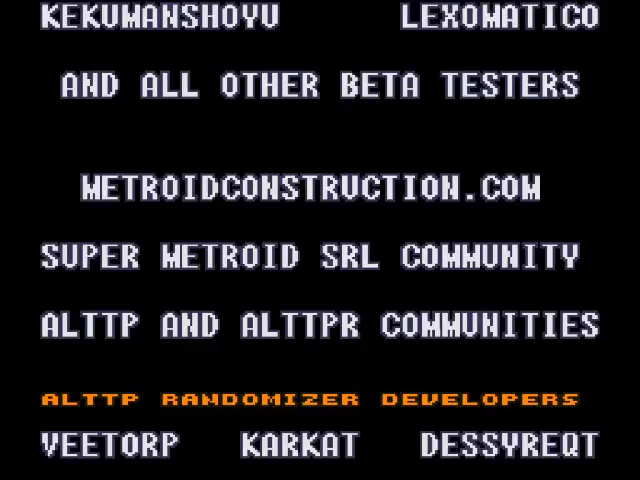 KEKUMANSHOYU LEXOMATICO
AND ALL OTHER BETA TESTERS
METROIDCONSTRUCTION.COM
SUPER METROID SRL COMMUNITY
ALTTP AND ALTTPR COMMUNITIES
ALTTP RANDOMIZER DEVELOPERS
VEETORP KARKAT DESSYREQT